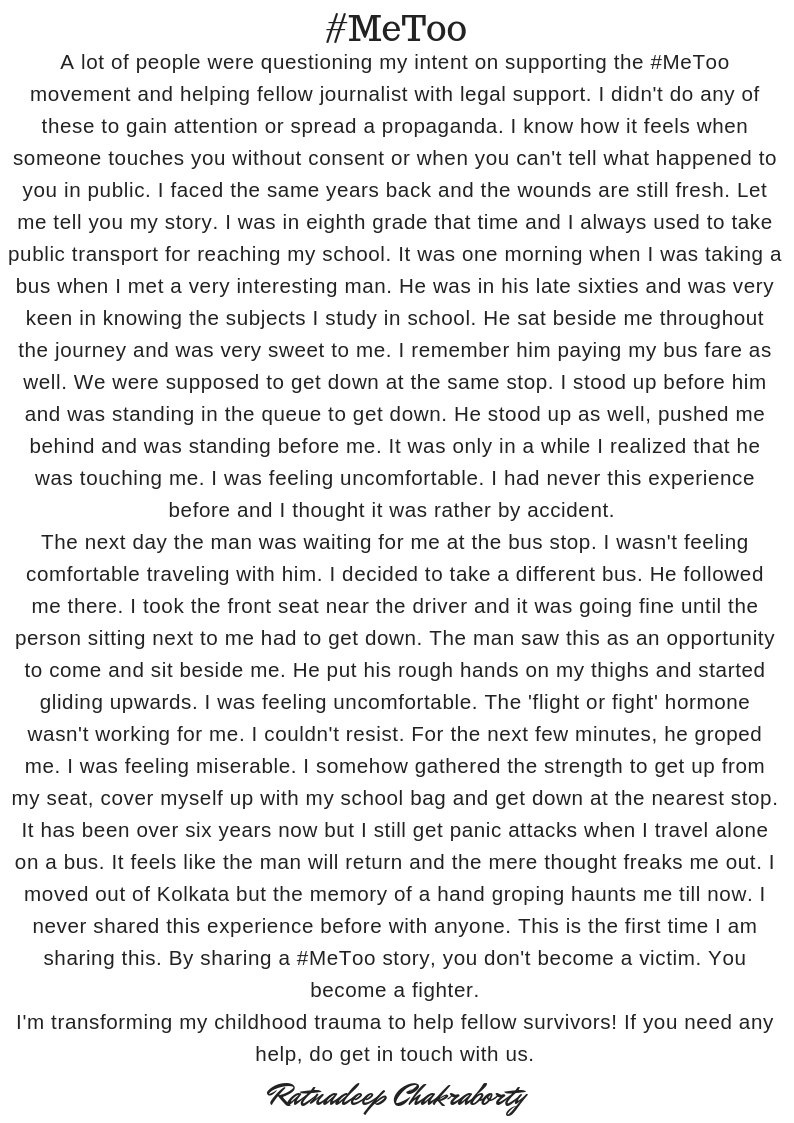 #MeToo
A lot of people were questioning my intent on supporting the #MeToo
movement and helping fellow journalist with legal support. I didn't do any of
these to gain attention or spread a propaganda. I know how it feels when
someone touches you without consent or when you can't tell what happened to
you in public. I faced the same years back and the wounds are still fresh. Let
me tell you my story. I was in eighth grade that time and I always used to take
public transport for reaching my school. It was one morning when I was taking a
bus when I met a very interesting man. He was in his late sixties and was very
keen in knowing the subjects I study in school. He sat beside me throughout
the journey and was very sweet to me. I remember him paying my bus fare as
well. We were supposed to get down at the same stop. I stood up before him
and was standing in the queue to get down. He stood up as well, pushed me
behind and was standing before me. It was only in a while I realized that he
was touching me. I was feeling uncomfortable. I had never this experience
before and I thought it was rather by accident.
The next day the man was waiting for me at the bus stop. I wasn't feeling
comfortable traveling with him. I decided to take a different bus. He followed
me there. I took the front seat near the driver and it was going fine until the
person sitting next to me had to get down. The man saw this as an opportunity
to come and sit beside me. He put his rough hands on my thighs and started
gliding upwards. I was feeling uncomfortable. The 'flight or fight' hormone
wasn't working for me. I couldn't resist. For the next few minutes, he groped
me. I was feeling miserable. I somehow gathered the strength to get up from
my seat, cover myself up with my school bag and get down at the nearest stop.
It has been over six years now but I still get panic attacks when I travel alone
on a bus. It feels like the man will return and the mere thought freaks me out. I
moved out of Kolkata but the memory of a hand groping haunts me till now. I
never shared this experience before with anyone. This is the first time I am
sharing this. By sharing a #MeToo story, you don't become a victim. You
become a fighter.
I'm transforming my childhood trauma to help fellow survivors! If you need any
help, do get in touch with us.
Ratnadeep Chakraborty